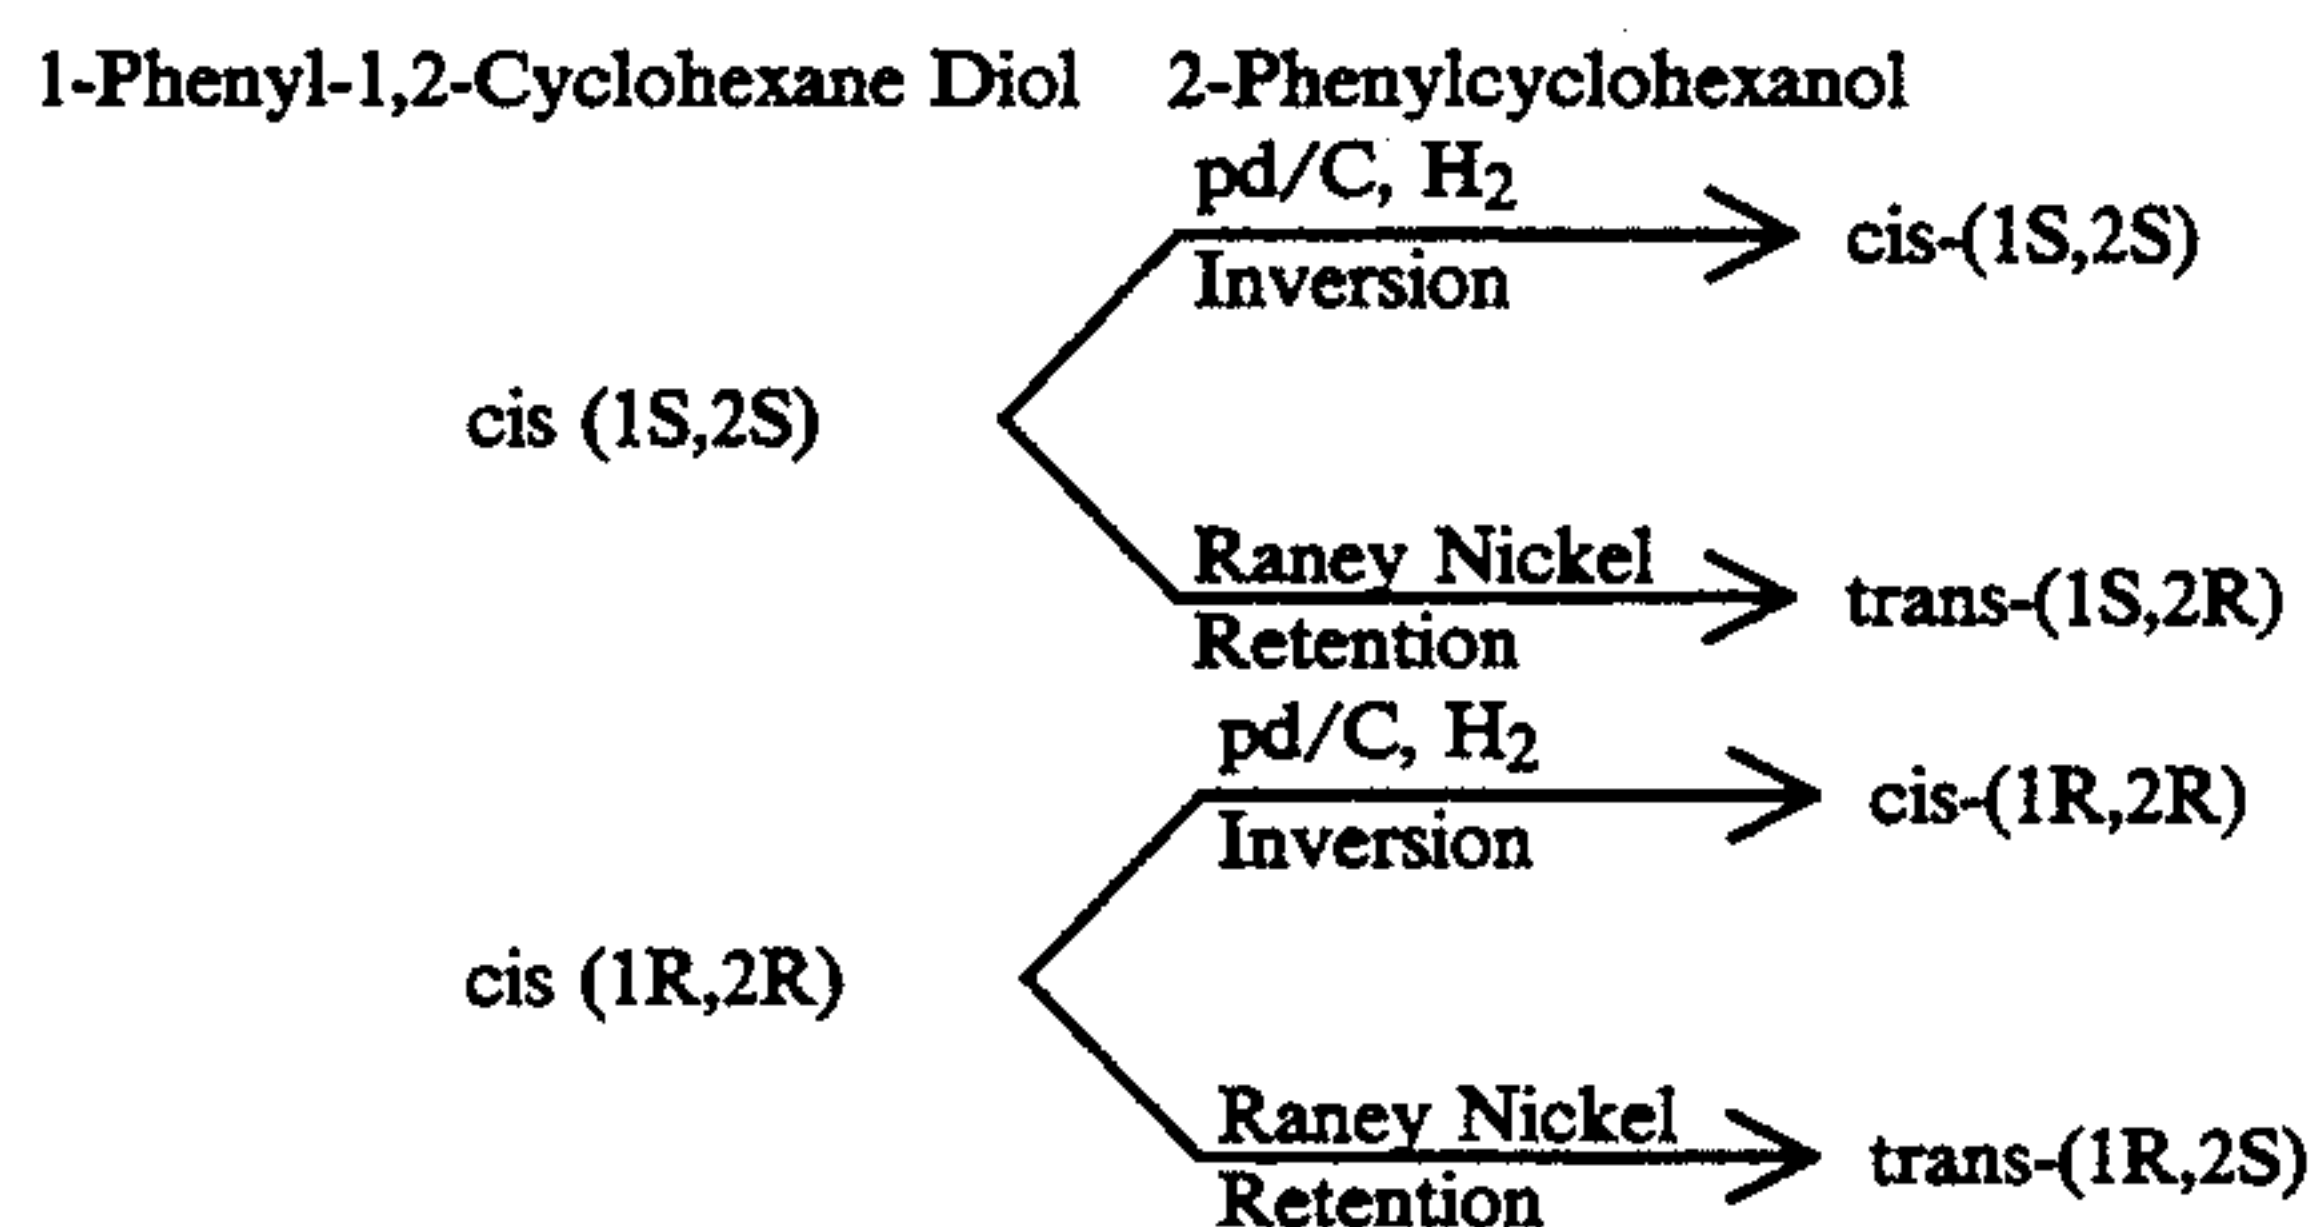 1-Phenyl-1,2-Cyclohexane Diol 2-Phenylcyclohexanol
pd/C, H2
Inversion
cis-(1S,2S)
cis (1S,2S)
Raney Nickel
Retention
trans-(1S,2R)
pd/C, H2
Inversion
cis-(1R,2R)
cis (1R,2R)
Raney Nickel
Retention
trans-(1R,2S)